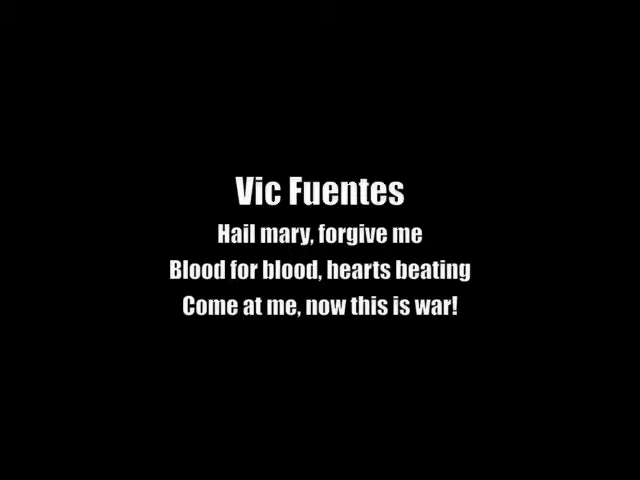 Vic Fuentes
Hail mary, forgive me
Blood for blood, hearts beating
Come at me, now this is war!